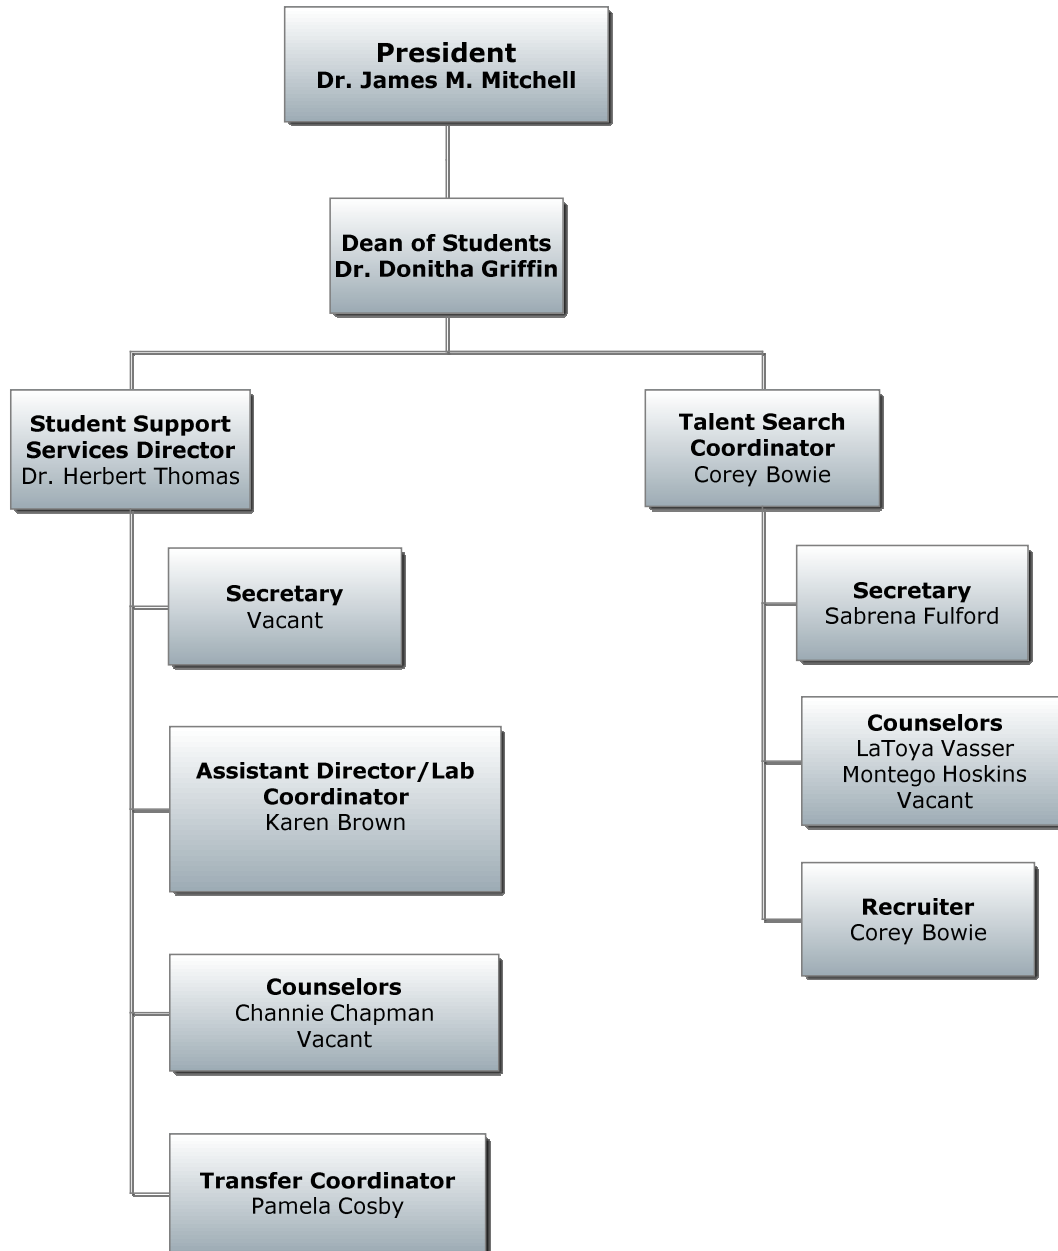 President
Dr. James M. Mitchell
Dean of Students
Dr. Donitha Griffin
Student Support
Services Director
Dr. Herbert Thomas
Secretary
Vacant
Assistant Director/Lab
Coordinator
Karen Brown
Counselors
Channie Chapman
Vacant
Transfer Coordinator
Pamela Cosby
Talent Search
Coordinator
Corey Bowie
Secretary
Sabrena Fulford
Counselors
LaToya Vasser
Montego Hoskins
Vacant
Recruiter
Corey Bowie